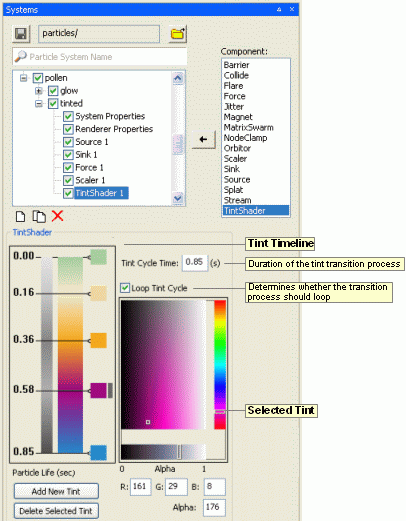 Systems
particles/
Particle System Name
Component:
Barrier
Collide
Flare
Force
Jitter
Magnet
MatrixSwarm
NodeClamp
Orbitor
Scaler
Sink
Source
Splat
Stream
TintShader
pollen
glow
tinted
System Properties
Renderer Properties
Source 1
Sink 1
Force 1
Scaler 1
TintShader 1
TintShader
Tint Timeline
0.00
0.16
0.36
0.58
0.85
Tint Cycle Time: 0.85 (s)
Duration of the tint transition process
Loop Tint Cycle
Determines whether the transition
process should loop
Selected Tint
Particle Life (sec)
0 Alpha 1
Add New Tint
Delete Selected Tint
R: 161 G: 29 B: 8
Alpha: 176